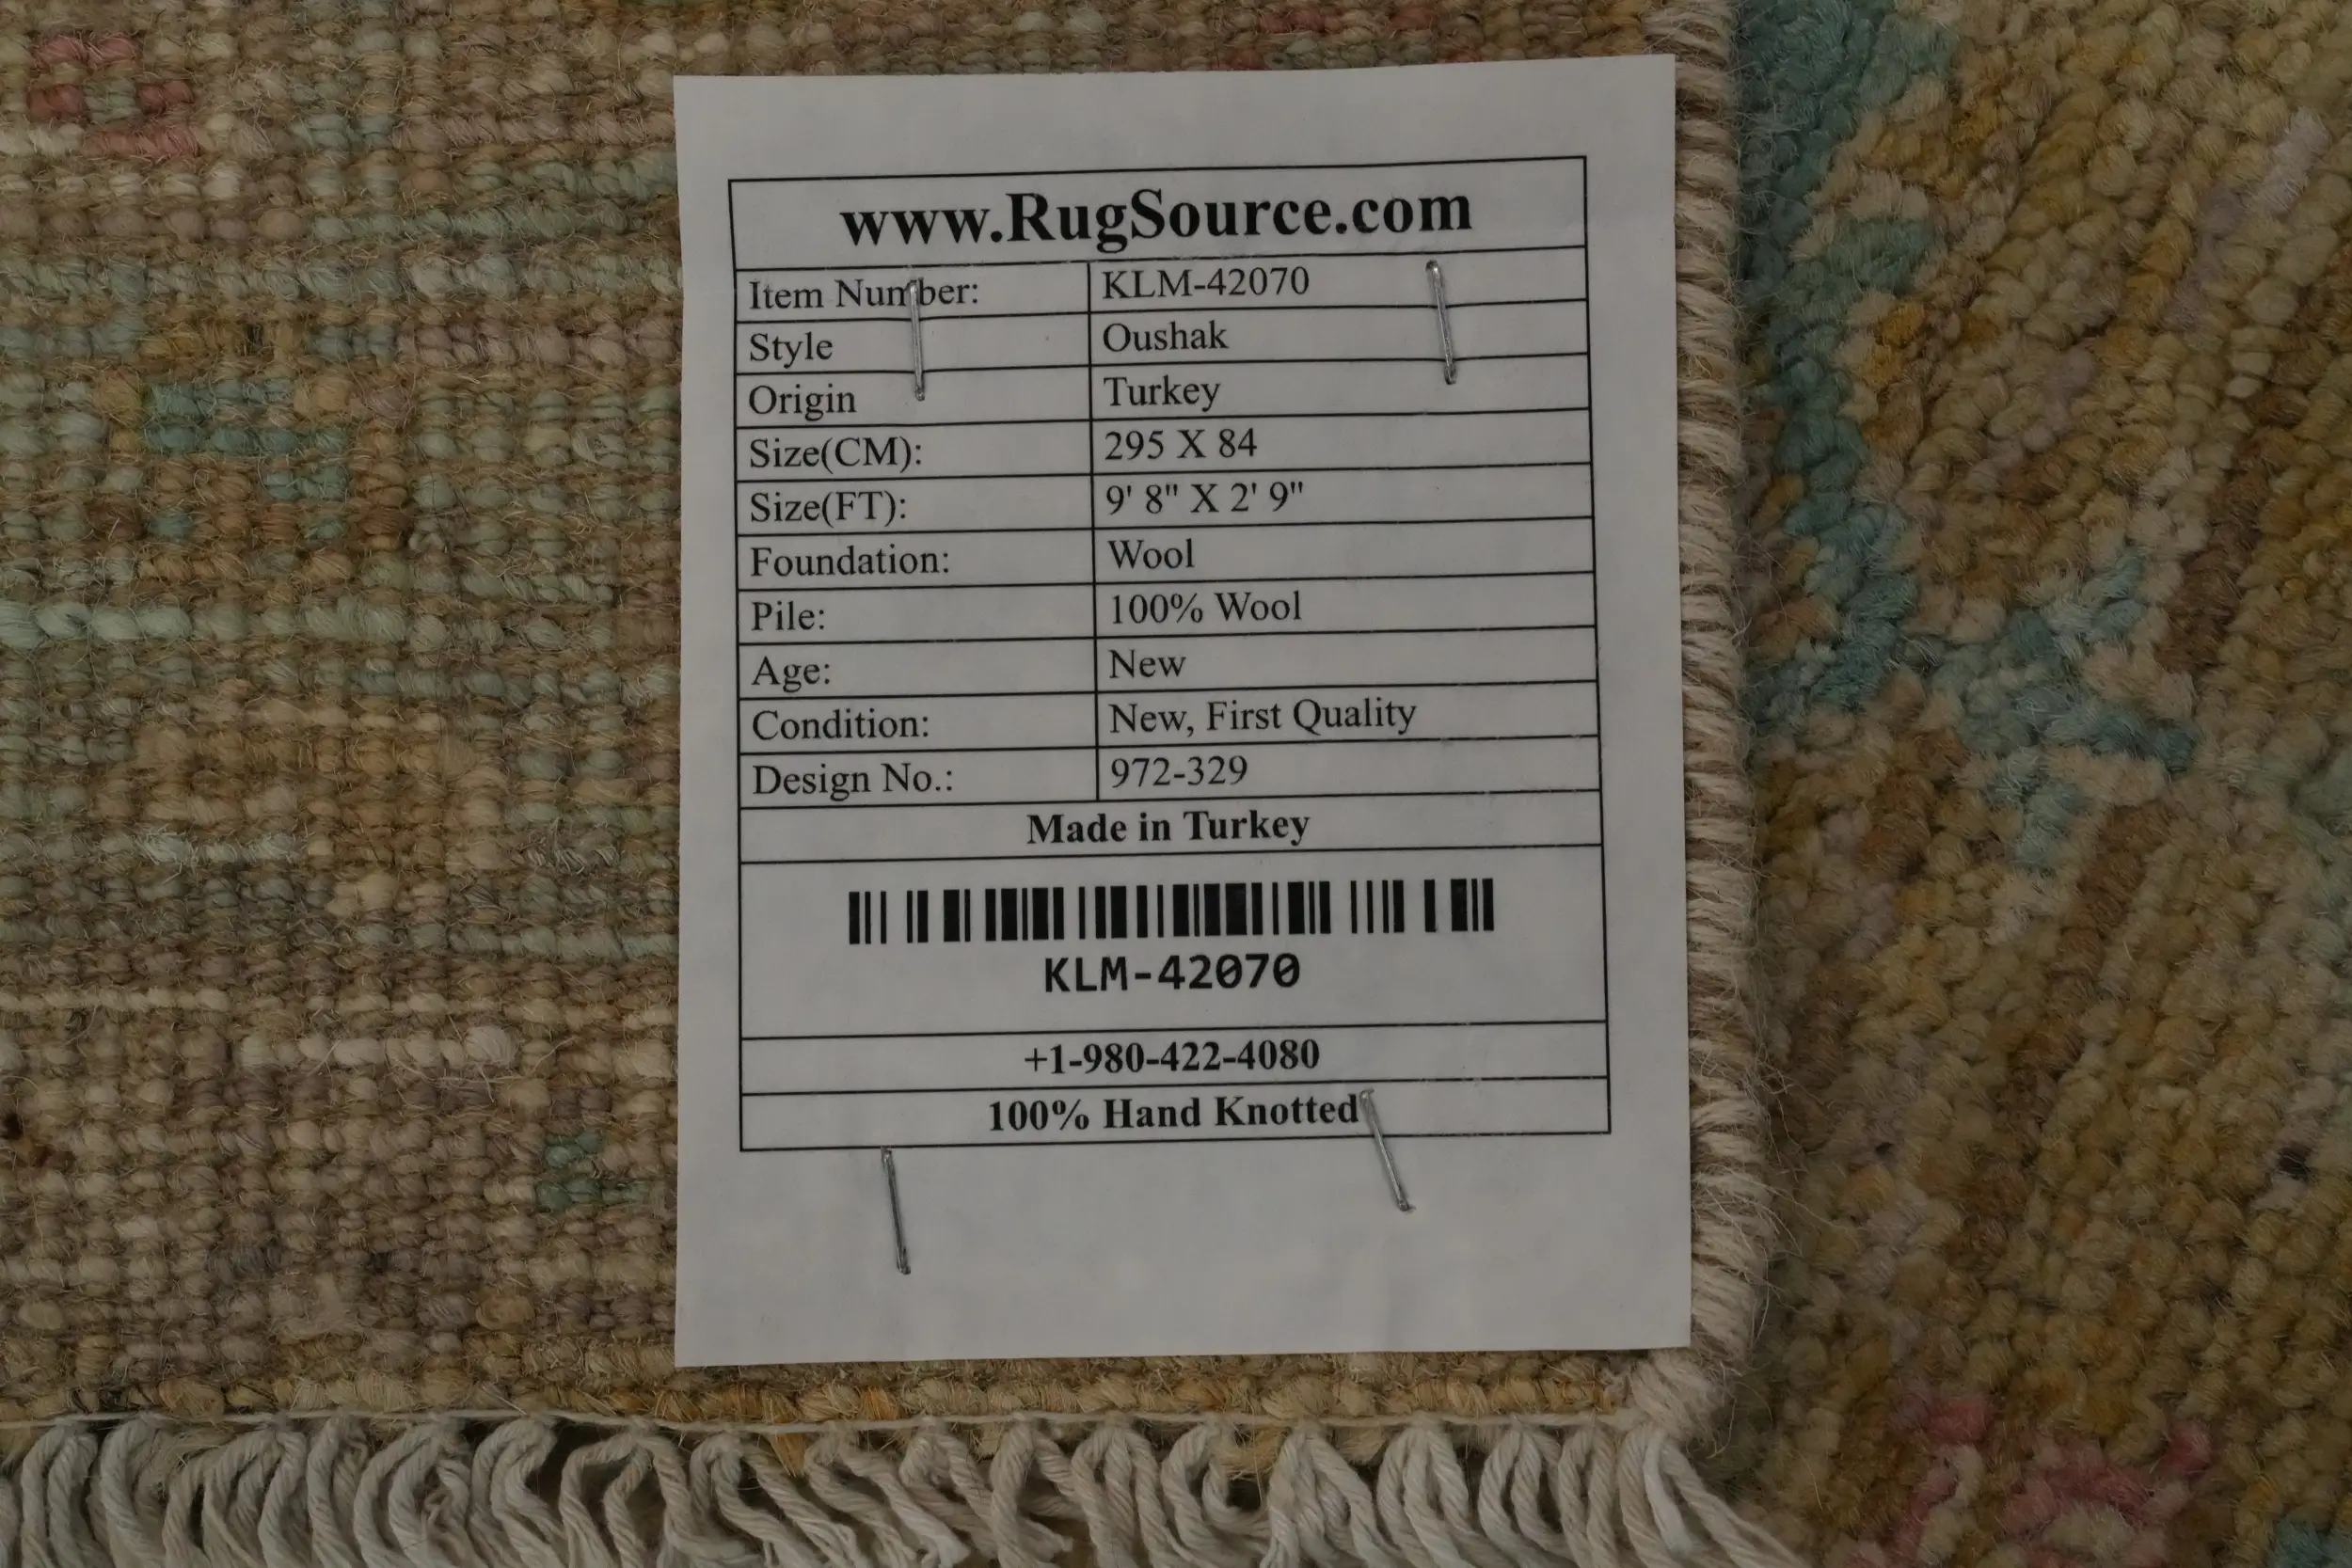 www.RugSource.com
Item Number: KLM-42070
Style Oushak
Origin Turkey
Size(CM): 295 X 84
Size(FT): 9' 8" X 2' 9"
Foundation: Wool
Pile: 100% Wool
Age: New
Condition: New, First Quality
Design No.: 972-329
Made in Turkey
KLM-42070
+1-980-422-4080
100% Hand Knotted